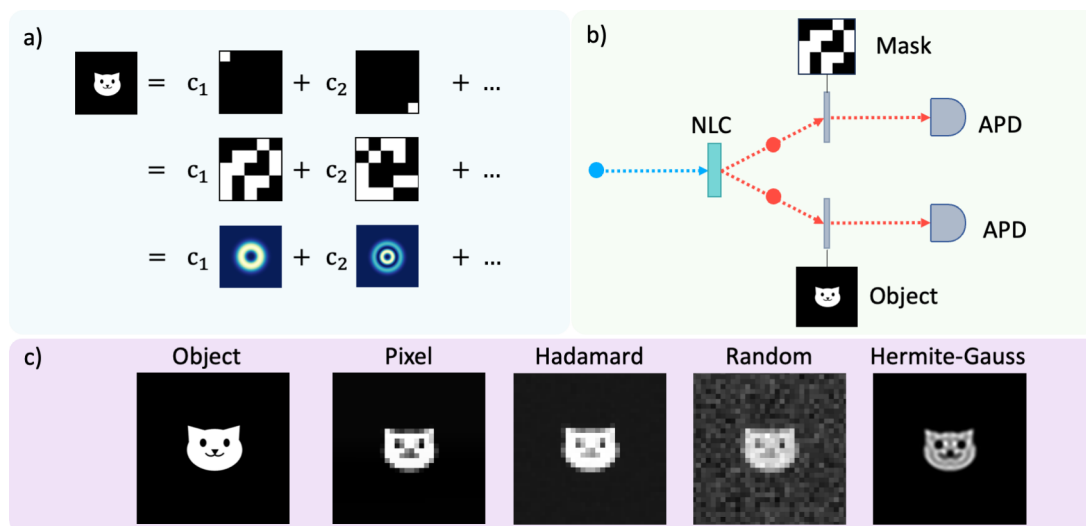 a)
= c₁ + c₂ + ...
= c₁ + c₂ + ...
= c₁ + c₂ + ...
b)
Mask
NLC
APD
APD
Object
c)
Object Pixel Hadamard Random Hermite-Gauss